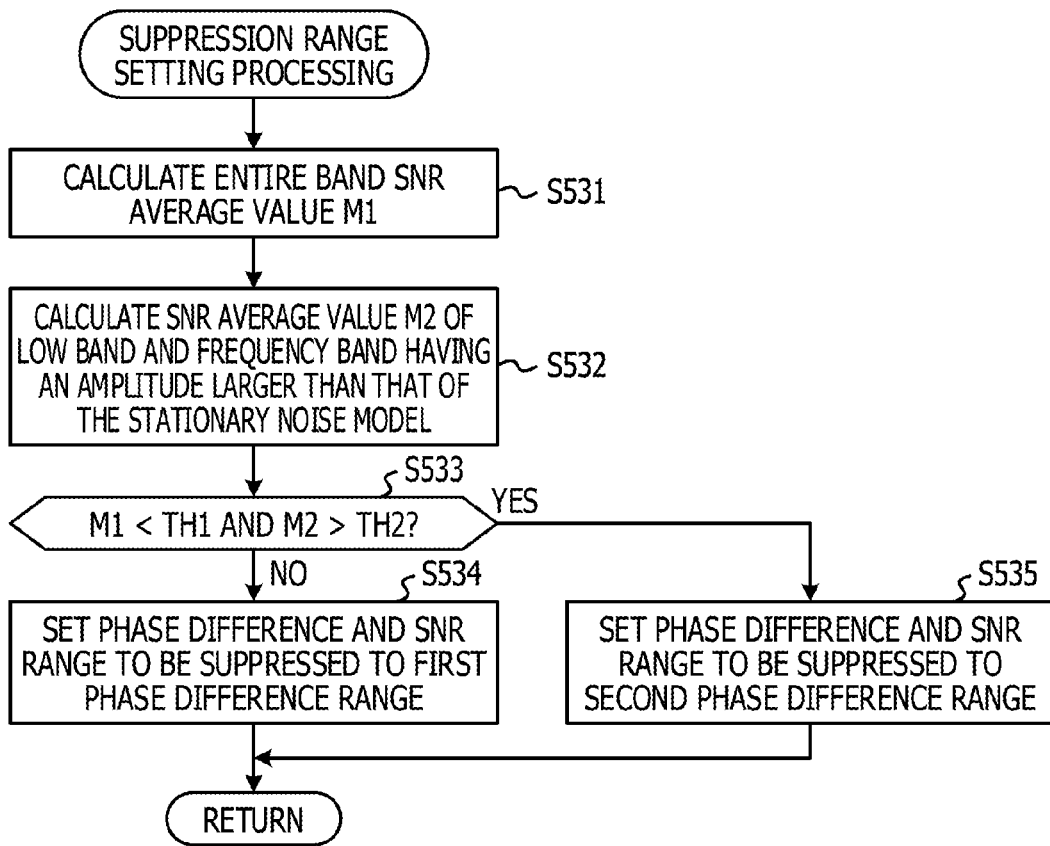 SUPPRESSION RANGE
SETTING PROCESSING
CALCULATE ENTIRE BAND SNR
AVERAGE VALUE M1
S531
CALCULATE SNR AVERAGE VALUE M2 OF
LOW BAND AND FREQUENCY BAND HAVING
AN AMPLITUDE LARGER THAN THAT OF
THE STATIONARY NOISE MODEL
S532
S533
M1 < TH1 AND M2 > TH2?
YES
NO
S534
SET PHASE DIFFERENCE AND SNR
RANGE TO BE SUPPRESSED TO FIRST
PHASE DIFFERENCE RANGE
S535
SET PHASE DIFFERENCE AND SNR
RANGE TO BE SUPPRESSED TO
SECOND PHASE DIFFERENCE RANGE
RETURN